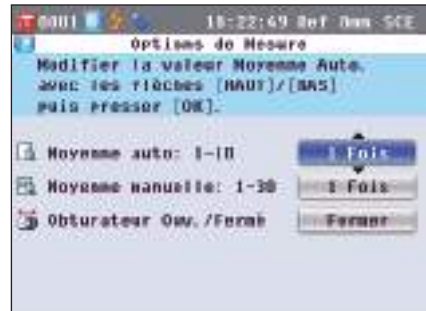 0001 18:22:49 Ref 0mm SCE
Options de Mesure
Modifier la valeur Moyenne Auto.
avec les flèches [HAUT]/[BAS]
puis presser [OK].
Moyenne auto: 1-10 1 Fois
Moyenne manuelle: 1-30 1 Fois
Obturateur Ouv./Fermé Fermer